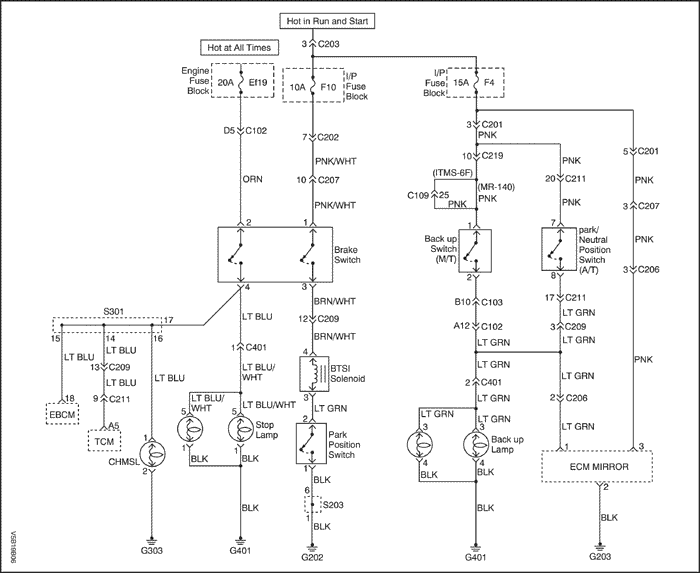 Hot in Run and Start
3 C203
Hot at All Times
Engine Fuse Block
20A Ef19
10A F10
I/P Fuse Block
I/P Fuse Block
15A F4
D5 C102
7 C202
3 C201
PNK
5 C201
PNK/WHT
10 C219
PNK
ORN
10 C207
(ITMS-6F)
(MR-140)
C109 25
PNK
PNK
20 C211
PNK
PNK/WHT
PNK
3 C207
2
1
Brake Switch
4
3
1
Back up Switch (M/T)
2
7
park/ Neutral Position Switch (A/T)
8
PNK
3 C206
S301
17
15
14
16
LT BLU
BRN/WHT
12 C209
BRN/WHT
B10 C103
LT GRN
A12 C102
17 C211
LT GRN
3 C209
LT BLU
LT BLU
13 C209
LT BLU
9 C211
LT BLU
1 C401
LT BLU/ WHT
4
BTSI Solenoid
3
LT GRN
2 C401
LT GRN
2 C206
PNK
18
EBCM
A5
TCM
LT BLU/ WHT
LT BLU/WHT
5
5
Stop Lamp
1
1
BLK
BLK
LT GRN
2
Park Position Switch
1
LT GRN
LT GRN
3
3
Back up Lamp
4
4
BLK
BLK
LT GRN
1
3
ECM MIRROR
2
1
CHMSL
2
BLK
6
S203
1
BLK
BLK
BLK
BLK
G303
G401
G202
G401
G203
V5B16B06